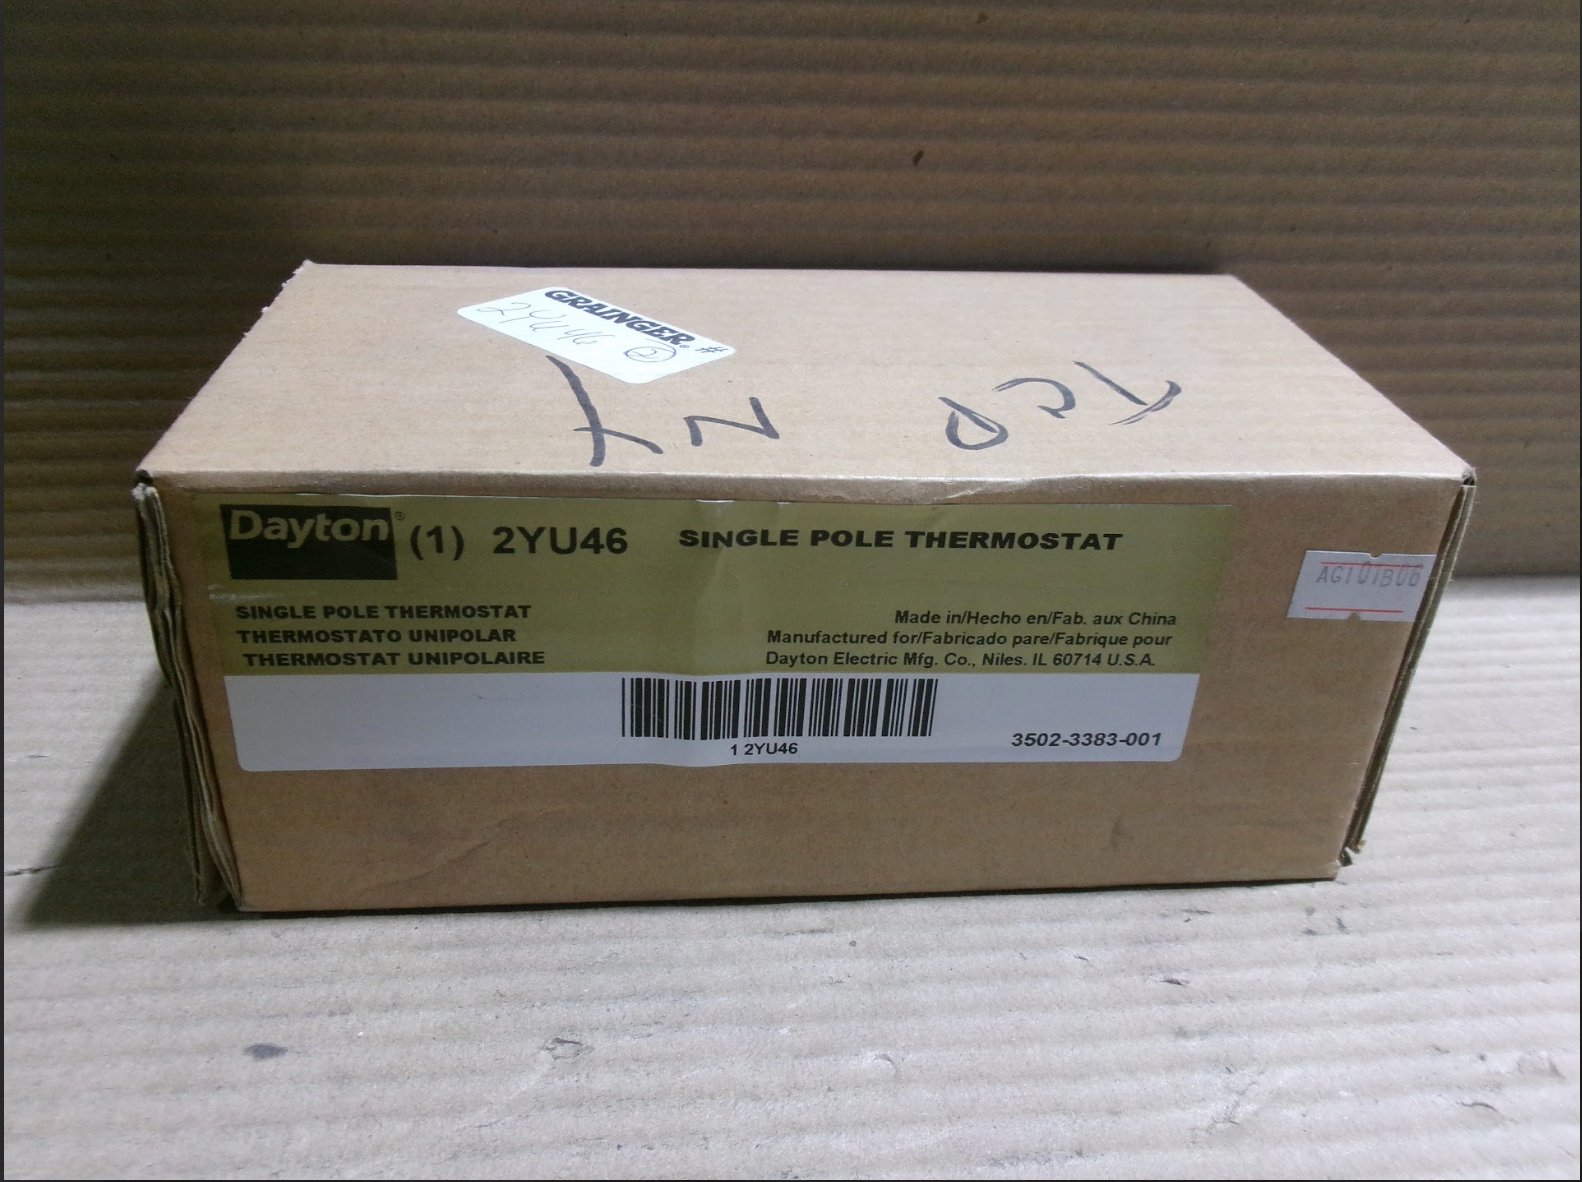 GRAINGER. #
2YU46 2
Dayton® (1) 2YU46 SINGLE POLE THERMOSTAT
SINGLE POLE THERMOSTAT
THERMOSTATO UNIPOLAR
THERMOSTAT UNIPOLAIRE
Made in/Hecho en/Fab. aux China
Manufactured for/Fabricado pare/Fabrique pour
Dayton Electric Mfg. Co., Niles. IL 60714 U.S.A.
AG101B06
1 2YU46
3502-3383-001